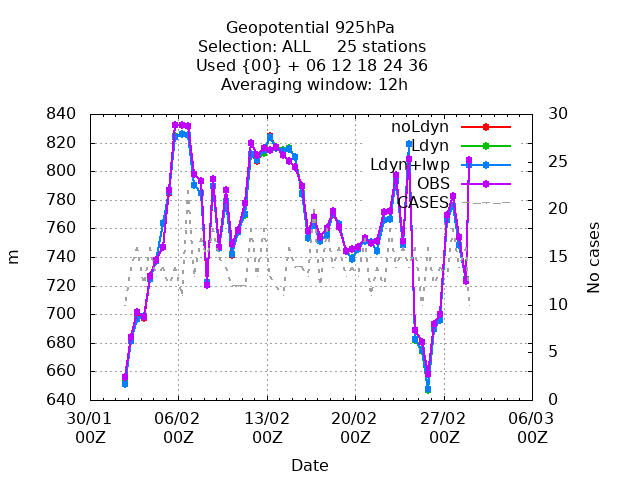 Geopotential 925hPa
Selection: ALL 25 stations
Used {00} + 06 12 18 24 36
Averaging window: 12h
840
820
800
780
760
740
720
700
680
660
640
m
30
25
20
15
10
5
0
No cases
noLdyn
Ldyn
Ldyn+lwp
OBS
CASES
30/01 06/02 13/02 20/02 27/02 06/03
00Z 00Z 00Z 00Z 00Z 00Z
Date